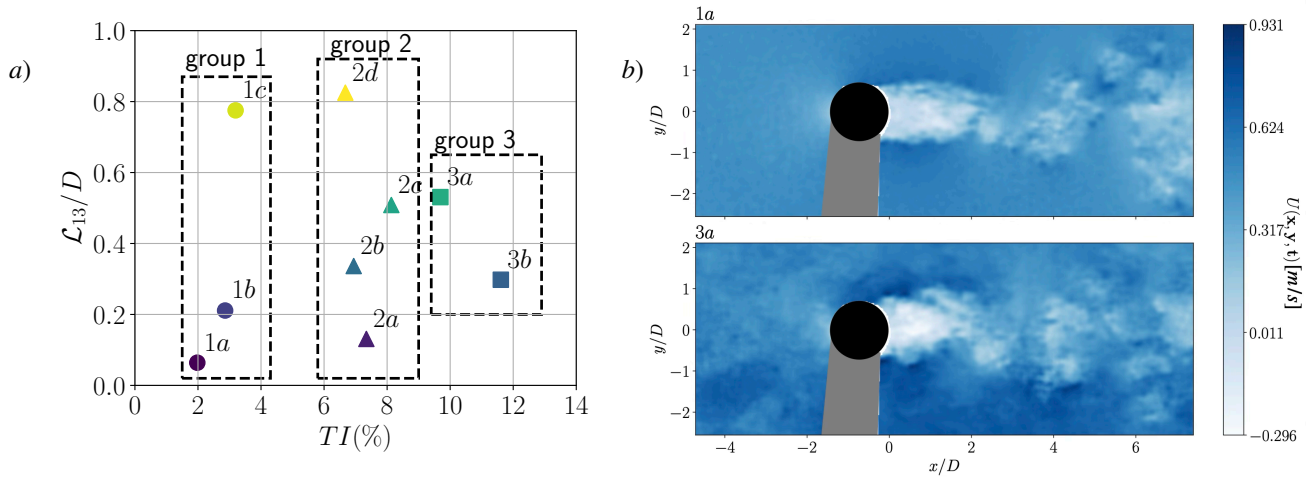 a)
1.0
0.8
0.6
0.4
0.2
0.0
0 2 4 6 8 10 12 14
TI(%)
ℒ₁₃/D
group 1
group 2
group 3
1c
1b
1a
2d
2c
2b
2a
3a
3b
b)
1a
2
1
0
−1
−2
y/D
3a
2
1
0
−1
−2
y/D
−4 −2 0 2 4 6
x/D
0.931
0.624
0.317
0.011
−0.296
U(x,y,t) [m/s]